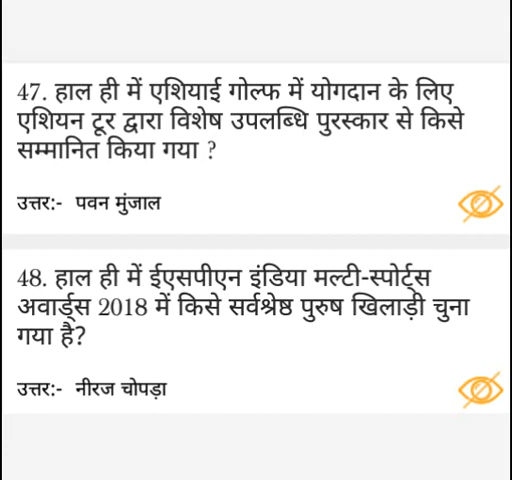 47. हाल ही में एशियाई गोल्फ में योगदान के लिए
एशियन टूर द्वारा विशेष उपलब्धि पुरस्कार से किसे
सम्मानित किया गया ?
उत्तर:- पवन मुंजाल
48. हाल ही में ईएसपीएन इंडिया मल्टी-स्पोर्ट्स
अवार्ड्स 2018 में किसे सर्वश्रेष्ठ पुरुष खिलाड़ी चुना
गया है?
उत्तर:- नीरज चोपड़ा